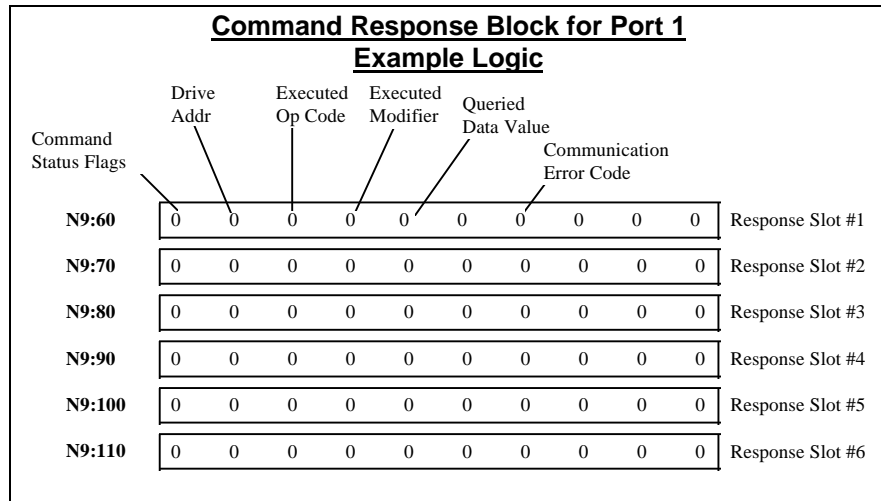 Command Response Block for Port 1
Example Logic
Command
Status Flags
Drive
Addr
Executed
Op Code
Executed
Modifier
Queried
Data Value
Communication
Error Code
N9:60 0 0 0 0 0 0 0 0 0 0 Response Slot #1
N9:70 0 0 0 0 0 0 0 0 0 0 Response Slot #2
N9:80 0 0 0 0 0 0 0 0 0 0 Response Slot #3
N9:90 0 0 0 0 0 0 0 0 0 0 Response Slot #4
N9:100 0 0 0 0 0 0 0 0 0 0 Response Slot #5
N9:110 0 0 0 0 0 0 0 0 0 0 Response Slot #6